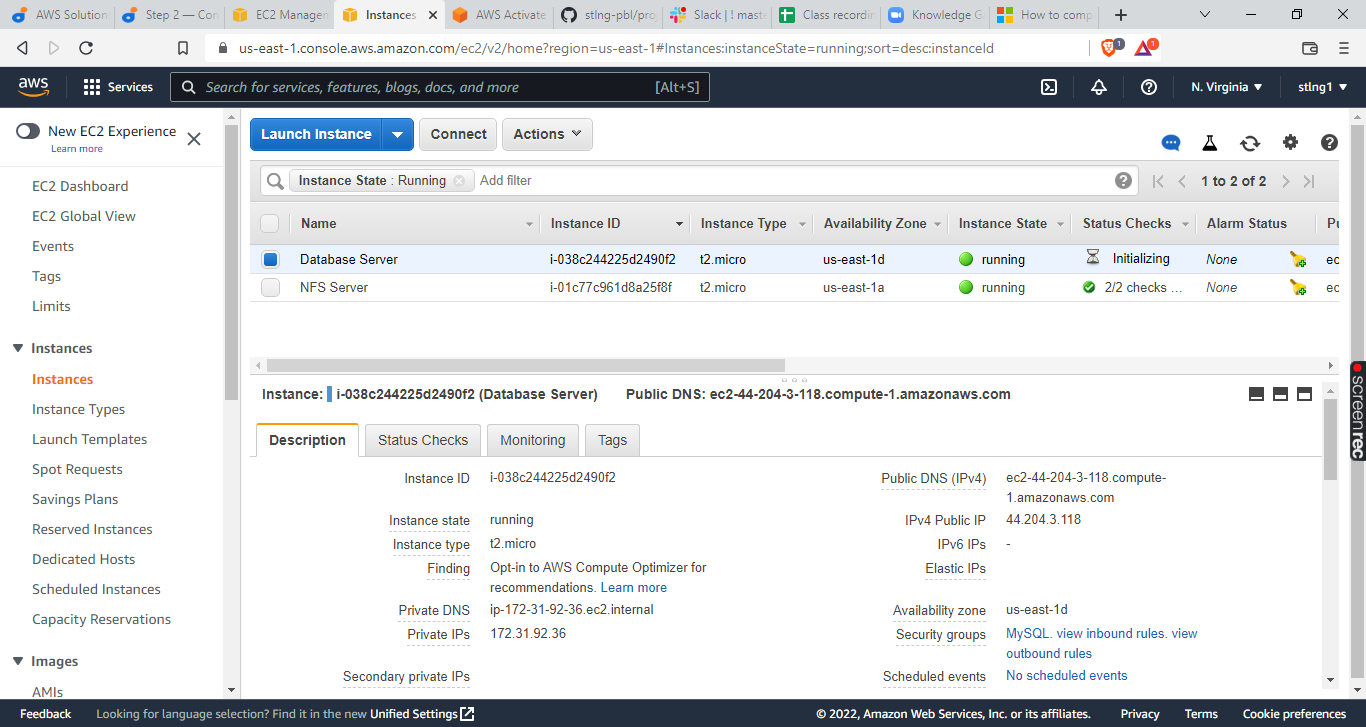 AWS Solution
Step 2 — Con
EC2 Managem
Instances
AWS Activate
stlng-pbl/pro
Slack | ! maste
Class recordin
Knowledge G
How to comp
us-east-1.console.aws.amazon.com/ec2/v2/home?region=us-east-1#Instances:instanceState=running;sort=desc:instanceId
1
1
aws
Services
Search for services, features, blogs, docs, and more
[Alt+S]
N. Virginia
stlng1
New EC2 Experience
Learn more
EC2 Dashboard
EC2 Global View
Events
Tags
Limits
Instances
Instances
Instance Types
Launch Templates
Spot Requests
Savings Plans
Reserved Instances
Dedicated Hosts
Scheduled Instances
Capacity Reservations
Images
AMIs
Launch Instance
Connect
Actions
Instance State : Running
Add filter
1 to 2 of 2
Name Instance ID Instance Type Availability Zone Instance State Status Checks Alarm Status Pu
Database Server i-038c244225d2490f2 t2.micro us-east-1d running Initializing None ec
NFS Server i-01c77c961d8a25f8f t2.micro us-east-1a running 2/2 checks ... None ec
Instance: i-038c244225d2490f2 (Database Server) Public DNS: ec2-44-204-3-118.compute-1.amazonaws.com
Description
Status Checks
Monitoring
Tags
Instance ID i-038c244225d2490f2
Instance state running
Instance type t2.micro
Finding Opt-in to AWS Compute Optimizer for
recommendations. Learn more
Private DNS ip-172-31-92-36.ec2.internal
Private IPs 172.31.92.36
Secondary private IPs
Public DNS (IPv4) ec2-44-204-3-118.compute-
1.amazonaws.com
IPv4 Public IP 44.204.3.118
IPv6 IPs -
Elastic IPs
Availability zone us-east-1d
Security groups MySQL. view inbound rules. view
outbound rules
Scheduled events No scheduled events
screenrec
Feedback
Looking for language selection? Find it in the new Unified Settings
© 2022, Amazon Web Services, Inc. or its affiliates.
Privacy
Terms
Cookie preferences